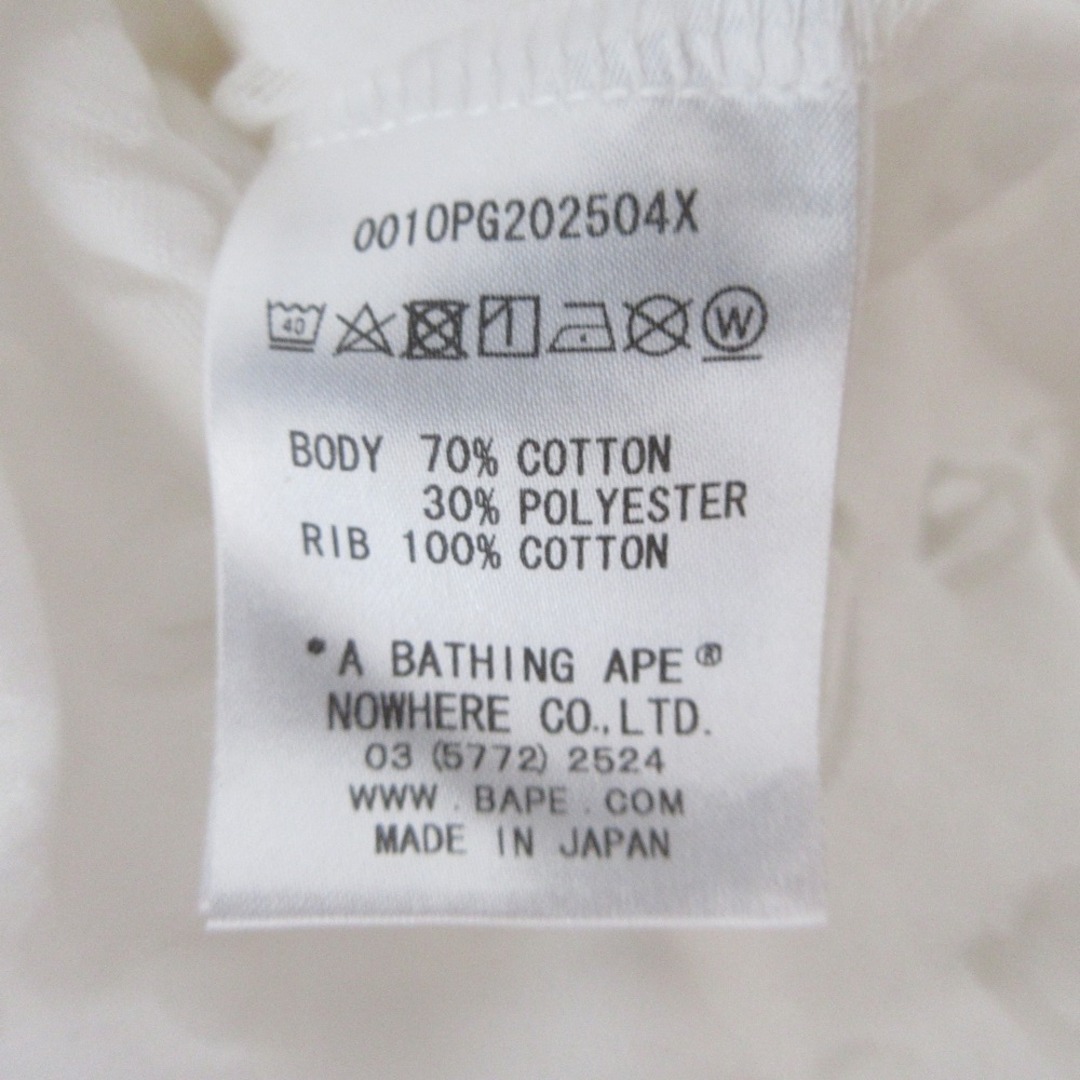 0010PG202504X
40 W
BODY 70% COTTON
30% POLYESTER
RIB 100% COTTON
*A BATHING APE®
NOWHERE CO.,LTD.
03 (5772) 2524
WWW.BAPE.COM
MADE IN JAPAN